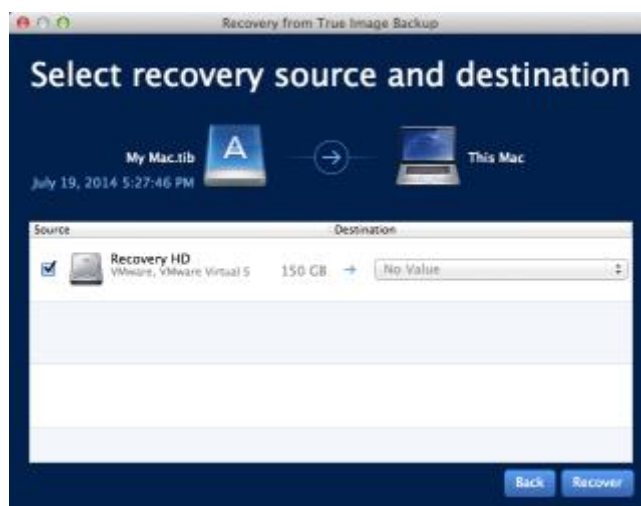 Recovery from True Image Backup
Select recovery source and destination
My Mac.tib
July 19, 2014 5:27:46 PM
A
This Mac
Source Destination
Recovery HD
VMware, VMware Virtual S
150 GB No Value
Back Recover